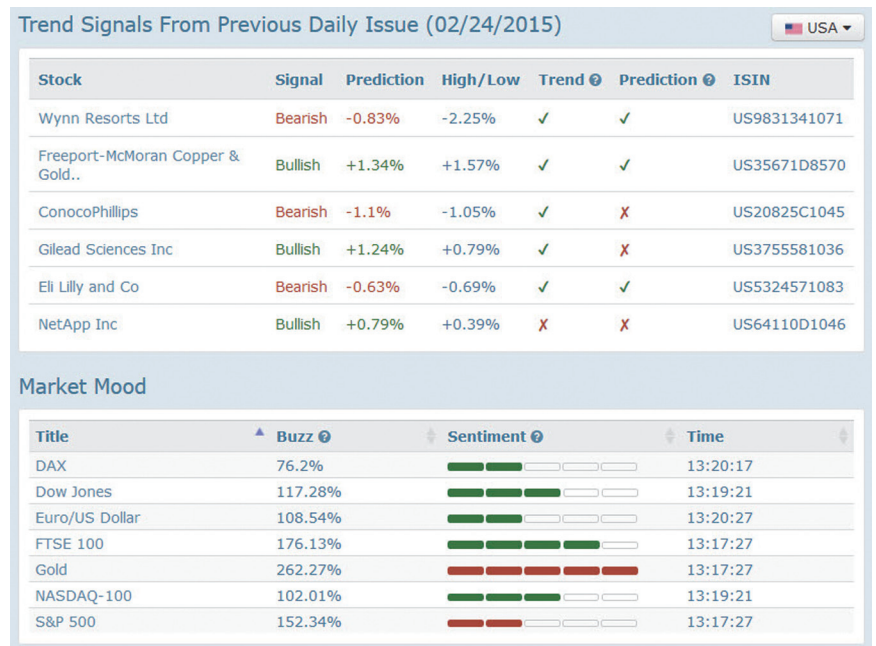 Trend Signals From Previous Daily Issue (02/24/2015)
USA
Stock Signal Prediction High/Low Trend Prediction ISIN
Wynn Resorts Ltd Bearish -0.83% -2.25% ✓ ✓ US9831341071
Freeport-McMoran Copper &
Gold.. Bullish +1.34% +1.57% ✓ ✓ US35671D8570
ConocoPhillips Bearish -1.1% -1.05% ✓ ✗ US20825C1045
Gilead Sciences Inc Bullish +1.24% +0.79% ✓ ✗ US3755581036
Eli Lilly and Co Bearish -0.63% -0.69% ✓ ✓ US5324571083
NetApp Inc Bullish +0.79% +0.39% ✗ ✗ US64110D1046
Market Mood
Title Buzz Sentiment Time
DAX 76.2% 13:20:17
Dow Jones 117.28% 13:19:21
Euro/US Dollar 108.54% 13:20:27
FTSE 100 176.13% 13:17:27
Gold 262.27% 13:17:27
NASDAQ-100 102.01% 13:19:21
S&P 500 152.34% 13:17:27